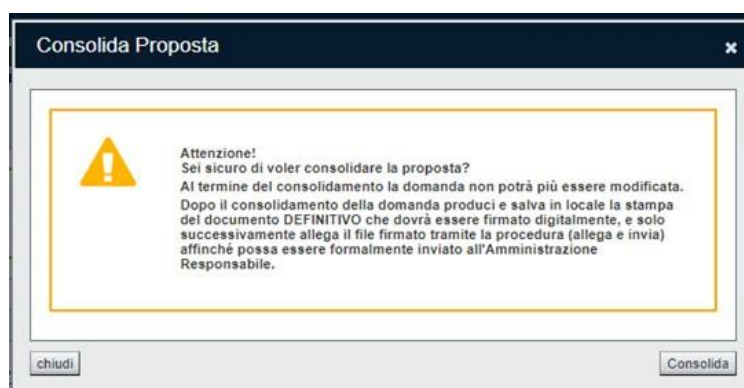 Consolida Proposta
×
Attenzione!
Sei sicuro di voler consolidare la proposta?
Al termine del consolidamento la domanda non potrà più essere modificata.
Dopo il consolidamento della domanda produci e salva in locale la stampa
del documento DEFINITIVO che dovrà essere firmato digitalmente, e solo
successivamente allega il file firmato tramite la procedura (allega e invia)
affinché possa essere formalmente inviato all'Amministrazione
Responsabile.
chiudi
Consolida